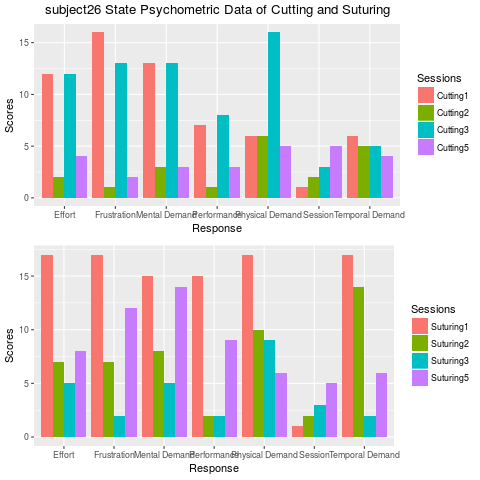 subject26 State Psychometric Data of Cutting and Suturing
15
10
5
0
Scores
Effort Frustration Mental Demand Performance Physical Demand Session Temporal Demand
Response
Sessions
Cutting1
Cutting2
Cutting3
Cutting5
15
10
5
0
Scores
Effort Frustration Mental Demand Performance Physical Demand Session Temporal Demand
Response
Sessions
Suturing1
Suturing2
Suturing3
Suturing5